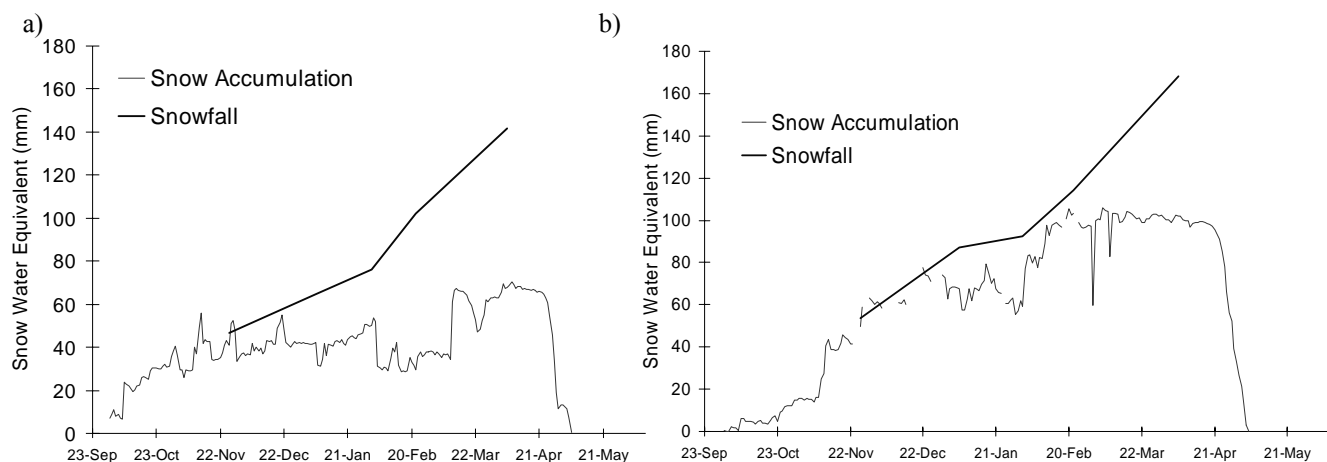 a)
180
160
140
120
100
80
60
40
20
0
Snow Water Equivalent (mm)
Snow Accumulation
Snowfall
23-Sep 23-Oct 22-Nov 22-Dec 21-Jan 20-Feb 22-Mar 21-Apr 21-May
b)
180
160
140
120
100
80
60
40
20
0
Snow Water Equivalent (mm)
Snow Accumulation
Snowfall
23-Sep 23-Oct 22-Nov 22-Dec 21-Jan 20-Feb 22-Mar 21-Apr 21-May